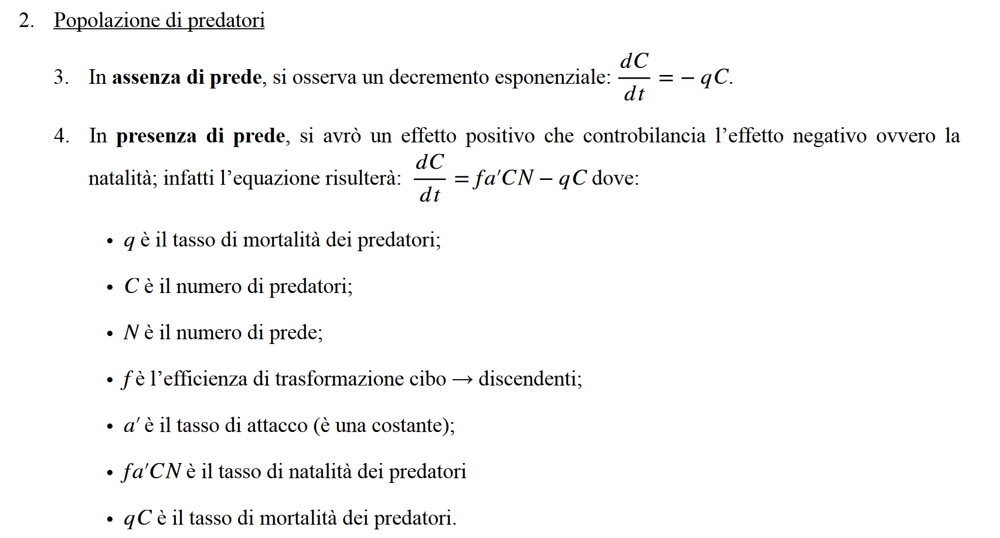 2. Popolazione di predatori
3. In assenza di prede, si osserva un decremento esponenziale: dC/dt = − qC.
4. In presenza di prede, si avrò un effetto positivo che controbilancia l’effetto negativo ovvero la
natalità; infatti l’equazione risulterà: dC/dt = fa′CN − qC dove:
• q è il tasso di mortalità dei predatori;
• C è il numero di predatori;
• N è il numero di prede;
• f è l’efficienza di trasformazione cibo → discendenti;
• a′ è il tasso di attacco (è una costante);
• fa′CN è il tasso di natalità dei predatori
• qC è il tasso di mortalità dei predatori.